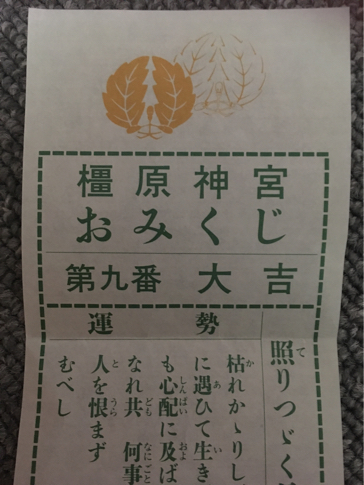 橿原神宮
おみくじ
第九番 大吉
運勢
照りつゞく
枯れかゝりし
に遇ひて生き
も心配に及ば
なれ共 何事
人を恨まず
むべし